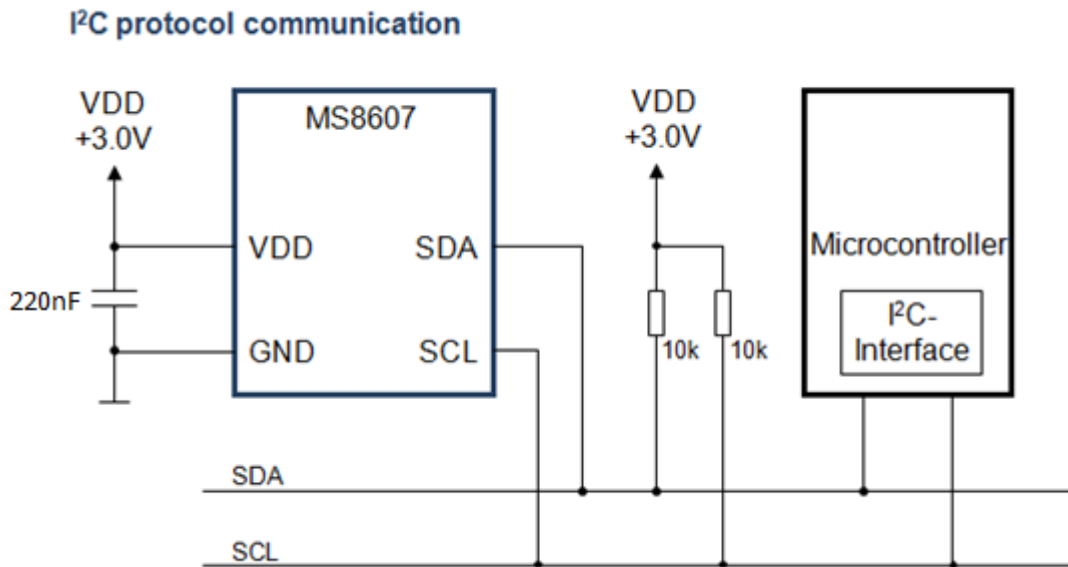 I²C protocol communication
VDD
+3.0V
MS8607
VDD
+3.0V
VDD
SDA
Microcontroller
220nF
I²C-
Interface
GND
SCL
10k
10k
SDA
SCL